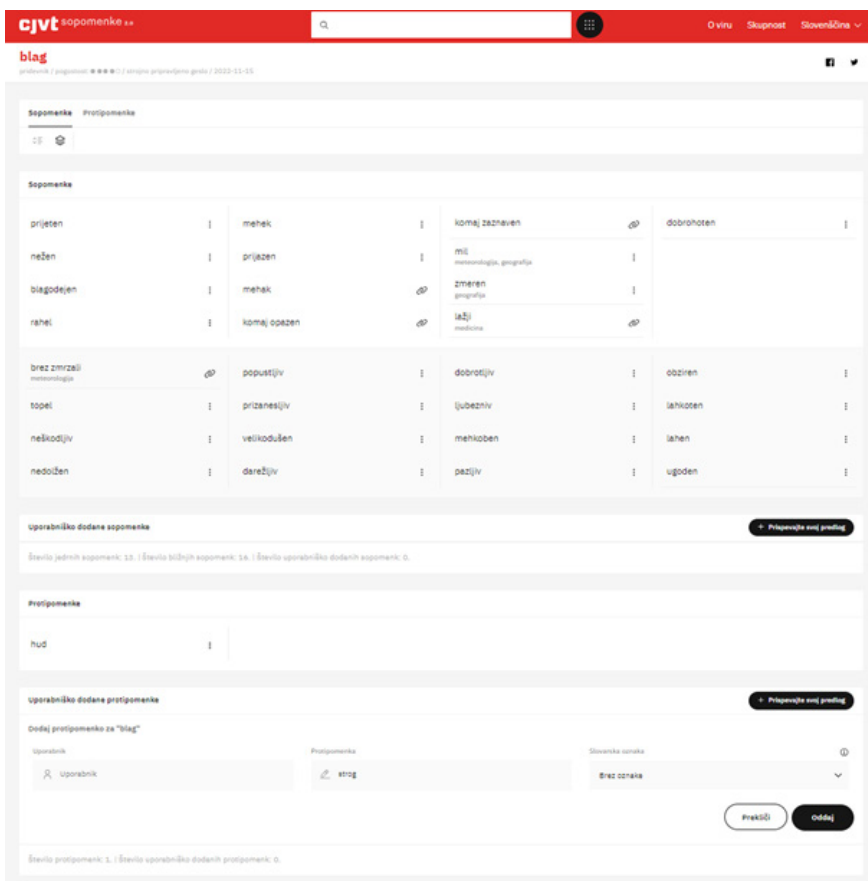 cjvt sopomenke 2.0
O viru Skupnost Slovenščina
blag
pridevnik / pogostost / strojno pripravljeno geslo / 2022-11-15
Sopomenke Protipomenke
Sopomenke
prijeten mehek komaj zaznaven dobrohoten
nežen prijazen mil
meteorologija, geografija
blagodejen mehak zmeren
geografija
rahel komaj opazen lažji
medicina
brez zmrzali popustljiv dobrotljiv obziren
meteorologija
topel prizanesljiv ljubezniv lahkoten
neškodljiv velikodušen mehkoben lahen
nedolžen darežljiv pazljiv ugoden
Uporabniško dodane sopomenke + Prispevajte svoj predlog
Število jedrnih sopomenk: 13. | Število bližnjih sopomenk: 16. | Število uporabniško dodanih sopomenk: 0.
Protipomenke
hud
Uporabniško dodane protipomenke + Prispevajte svoj predlog
Dodaj protipomenko za "blag"
Uporabnik Protipomenka Slovarska oznaka
Uporabnik strog Brez oznake
Prekliči Oddaj
Število protipomenk: 1. | Število uporabniško dodanih protipomenk: 0.